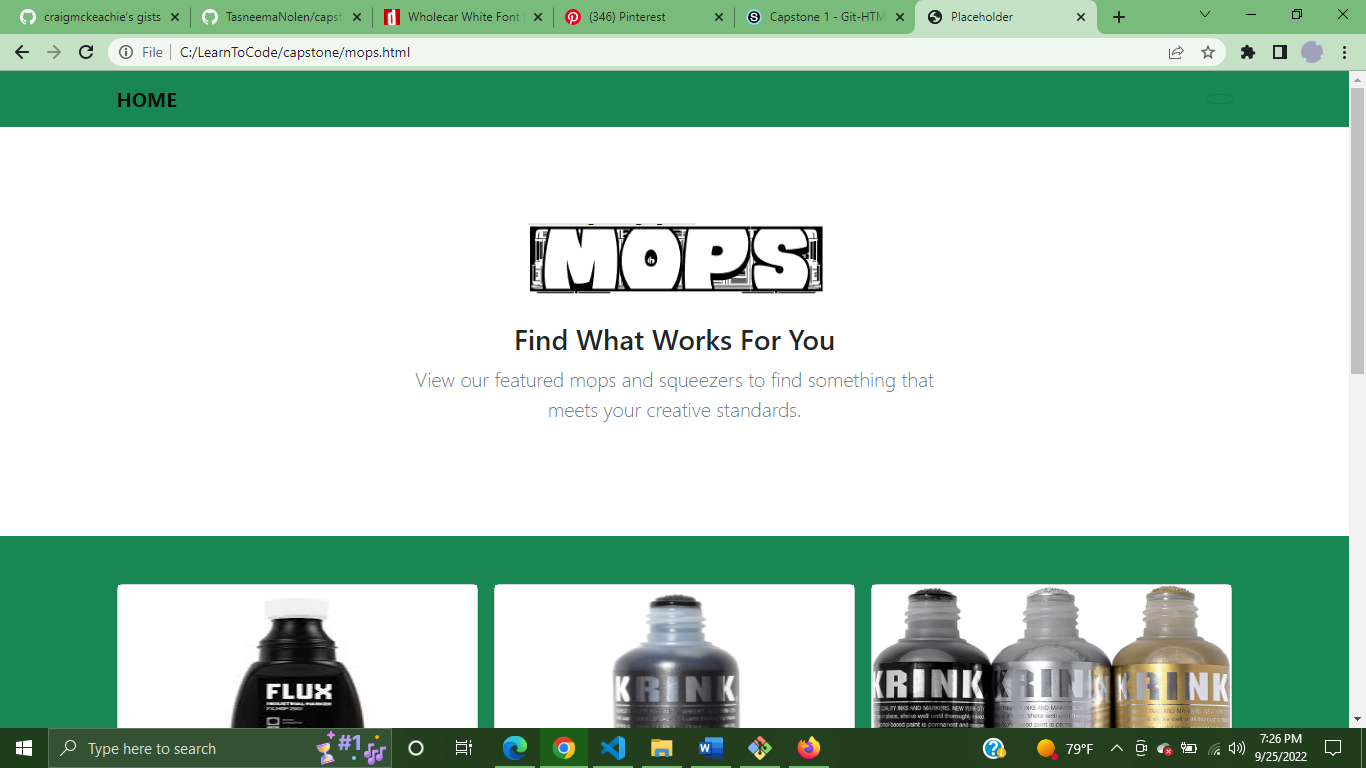 craigmckeachie's gists
TasneemaNolen/capst
Wholecar White Font
(346) Pinterest
Capstone 1 - Git-HTM
Placeholder
File
C:/LearnToCode/capstone/mops.html
HOME
MOPS
Find What Works For You
View our featured mops and squeezers to find something that
meets your creative standards.
FLUX
INDUSTRIAL MARKER
KRINK
KRINK
KRINK
KRINK
Type here to search
#1
79°F
7:26 PM
9/25/2022